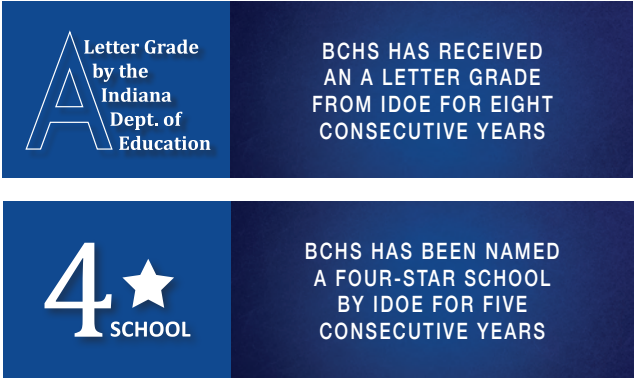 A Letter Grade
by the
Indiana
Dept. of
Education
BCHS HAS RECEIVED
AN A LETTER GRADE
FROM IDOE FOR EIGHT
CONSECUTIVE YEARS
4
SCHOOL
BCHS HAS BEEN NAMED
A FOUR-STAR SCHOOL
BY IDOE FOR FIVE
CONSECUTIVE YEARS